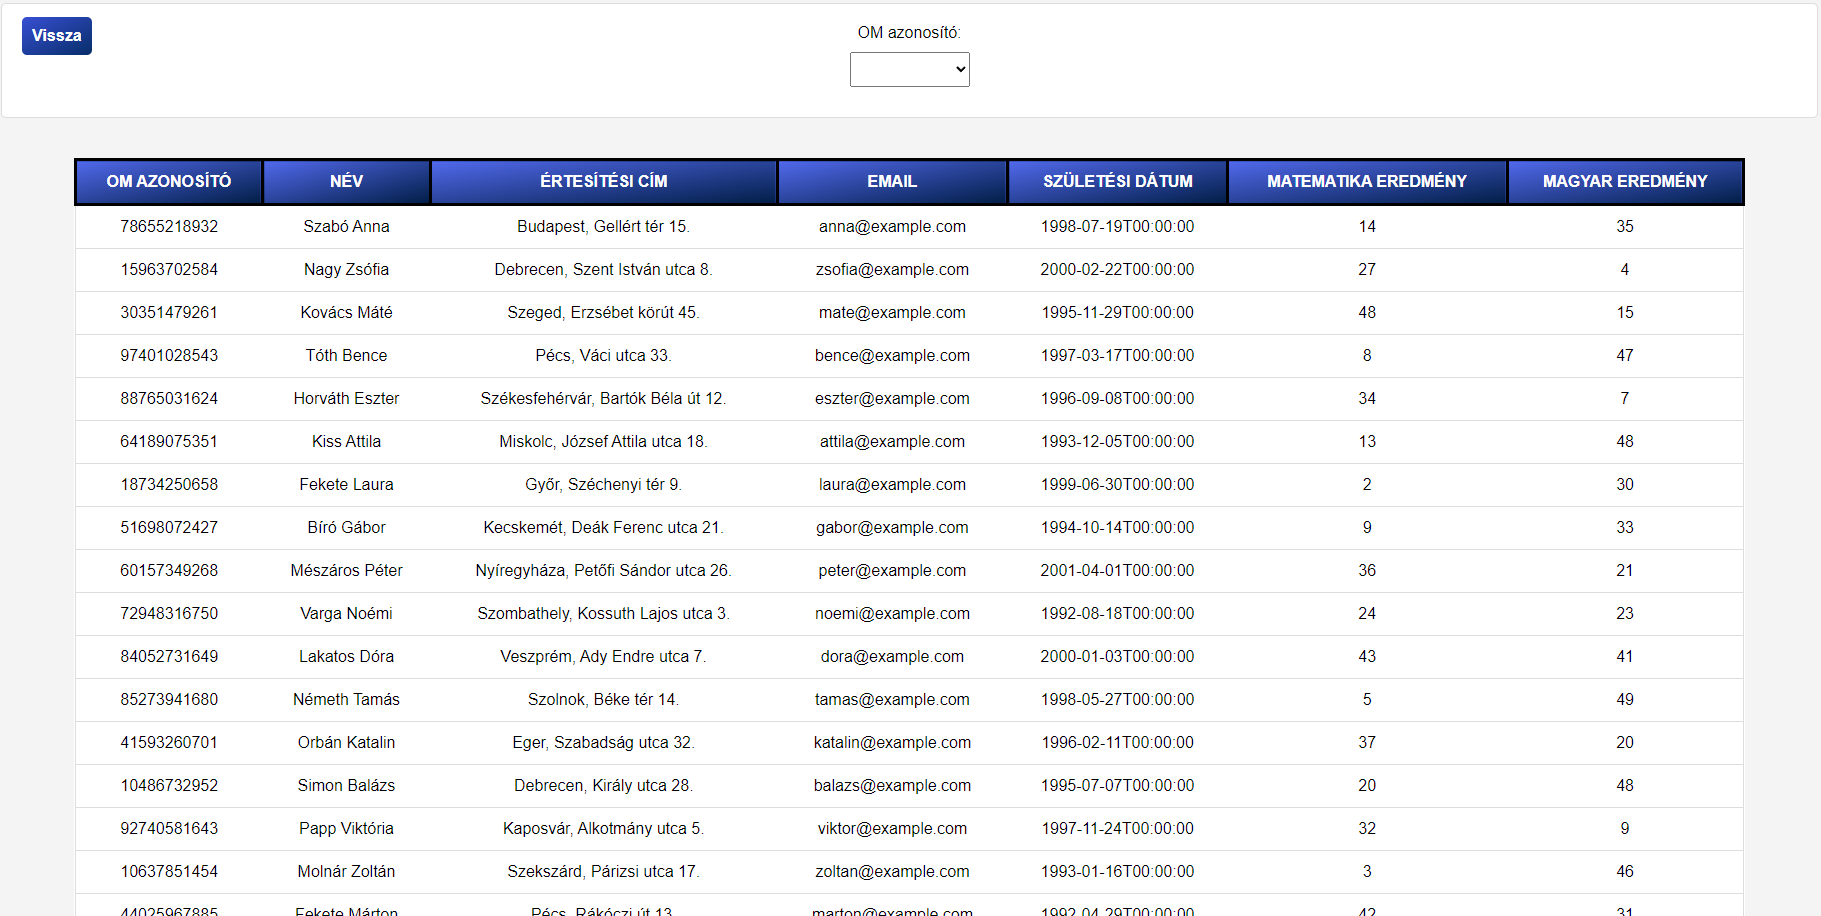 Vissza
OM azonosító:
OM AZONOSÍTÓ NÉV ÉRTESÍTÉSI CÍM EMAIL SZÜLETÉSI DÁTUM MATEMATIKA EREDMÉNY MAGYAR EREDMÉNY
78655218932 Szabó Anna Budapest, Gellért tér 15. anna@example.com 1998-07-19T00:00:00 14 35
15963702584 Nagy Zsófia Debrecen, Szent István utca 8. zsofia@example.com 2000-02-22T00:00:00 27 4
30351479261 Kovács Máté Szeged, Erzsébet körút 45. mate@example.com 1995-11-29T00:00:00 48 15
97401028543 Tóth Bence Pécs, Váci utca 33. bence@example.com 1997-03-17T00:00:00 8 47
88765031624 Horváth Eszter Székesfehérvár, Bartók Béla út 12. eszter@example.com 1996-09-08T00:00:00 34 7
64189075351 Kiss Attila Miskolc, József Attila utca 18. attila@example.com 1993-12-05T00:00:00 13 48
18734250658 Fekete Laura Győr, Széchenyi tér 9. laura@example.com 1999-06-30T00:00:00 2 30
51698072427 Bíró Gábor Kecskemét, Deák Ferenc utca 21. gabor@example.com 1994-10-14T00:00:00 9 33
60157349268 Mészáros Péter Nyíregyháza, Petőfi Sándor utca 26. peter@example.com 2001-04-01T00:00:00 36 21
72948316750 Varga Noémi Szombathely, Kossuth Lajos utca 3. noemi@example.com 1992-08-18T00:00:00 24 23
84052731649 Lakatos Dóra Veszprém, Ady Endre utca 7. dora@example.com 2000-01-03T00:00:00 43 41
85273941680 Németh Tamás Szolnok, Béke tér 14. tamas@example.com 1998-05-27T00:00:00 5 49
41593260701 Orbán Katalin Eger, Szabadság utca 32. katalin@example.com 1996-02-11T00:00:00 37 20
10486732952 Simon Balázs Debrecen, Király utca 28. balazs@example.com 1995-07-07T00:00:00 20 48
92740581643 Papp Viktória Kaposvár, Alkotmány utca 5. viktor@example.com 1997-11-24T00:00:00 32 9
10637851454 Molnár Zoltán Szekszárd, Párizsi utca 17. zoltan@example.com 1993-01-16T00:00:00 3 46
44025967885 Fekete Márton Pécs, Rákóczi út 13. marton@example.com 1992-04-29T00:00:00 42 31